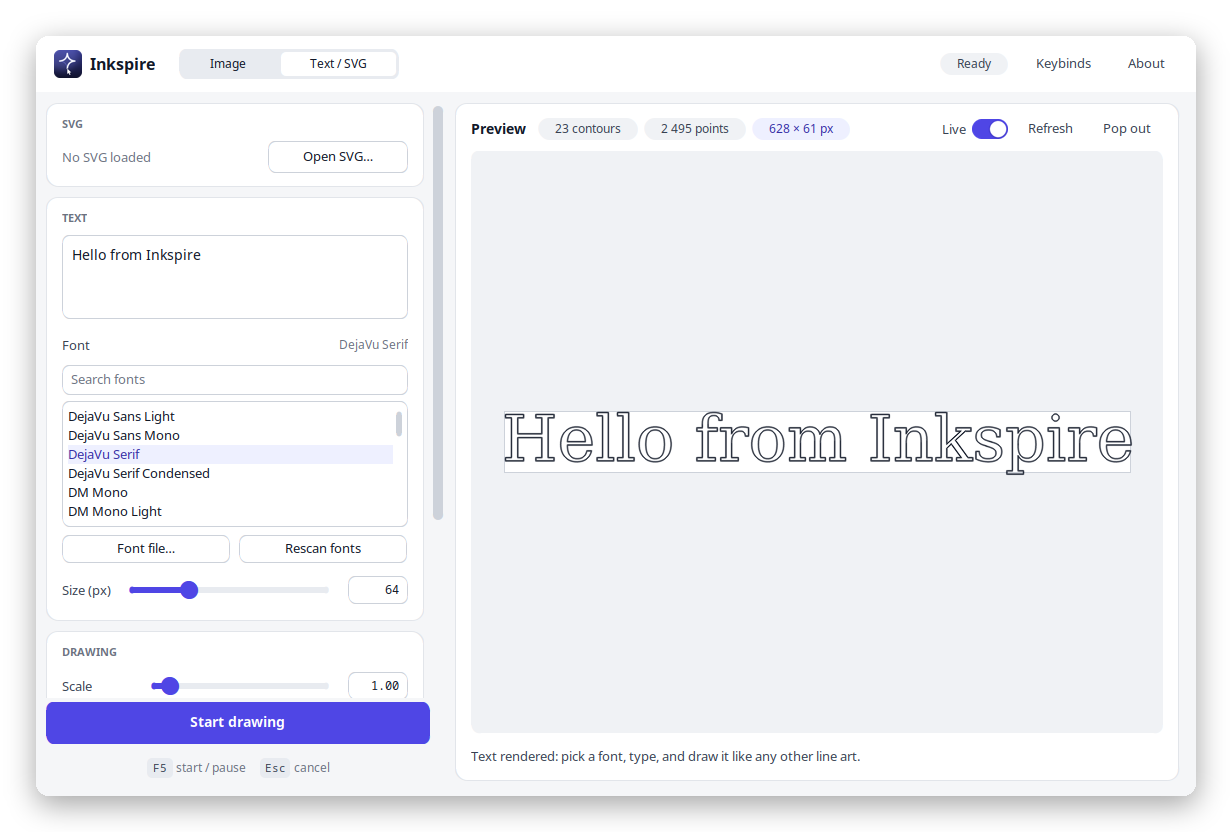 Inkspire
Image
Text / SVG
Ready
Keybinds
About
SVG
No SVG loaded
Open SVG...
TEXT
Hello from Inkspire
Font
DejaVu Serif
Search fonts
DejaVu Sans Light
DejaVu Sans Mono
DejaVu Serif
DejaVu Serif Condensed
DM Mono
DM Mono Light
Font file...
Rescan fonts
Size (px)
64
DRAWING
Scale
1.00
Start drawing
F5 start / pause
Esc cancel
Preview
23 contours
2 495 points
628 × 61 px
Live
Refresh
Pop out
Hello from Inkspire
Text rendered: pick a font, type, and draw it like any other line art.